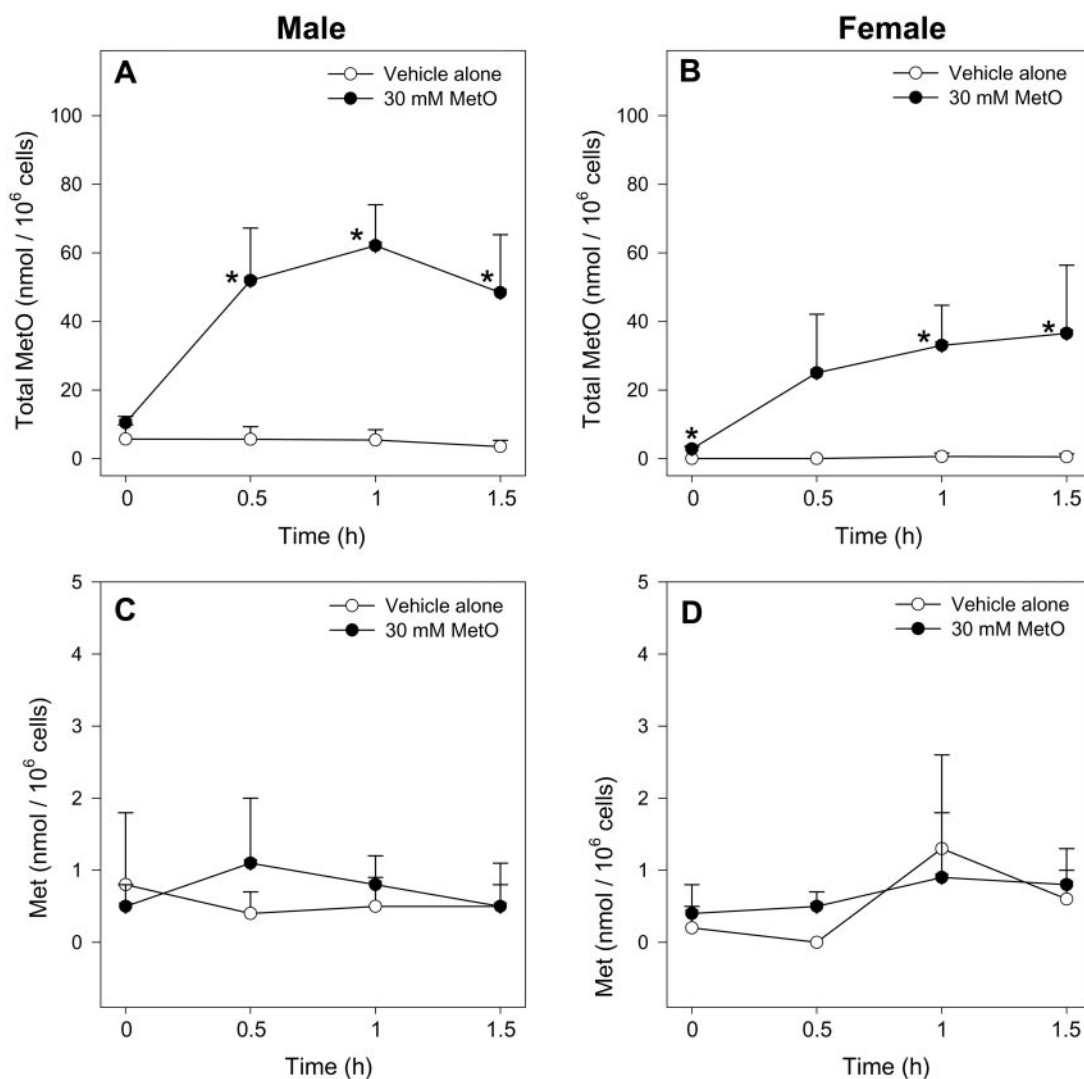 Male
Female
A
Vehicle alone
30 mM MetO
Total MetO (nmol / 10⁶ cells)
100
80
60
40
20
0
*
*
*
0
0.5
1
1.5
Time (h)
B
Vehicle alone
30 mM MetO
Total MetO (nmol / 10⁶ cells)
100
80
60
40
20
0
*
*
*
0
0.5
1
1.5
Time (h)
C
Vehicle alone
30 mM MetO
Met (nmol / 10⁶ cells)
5
4
3
2
1
0
0
0.5
1
1.5
Time (h)
D
Vehicle alone
30 mM MetO
Met (nmol / 10⁶ cells)
5
4
3
2
1
0
0
0.5
1
1.5
Time (h)